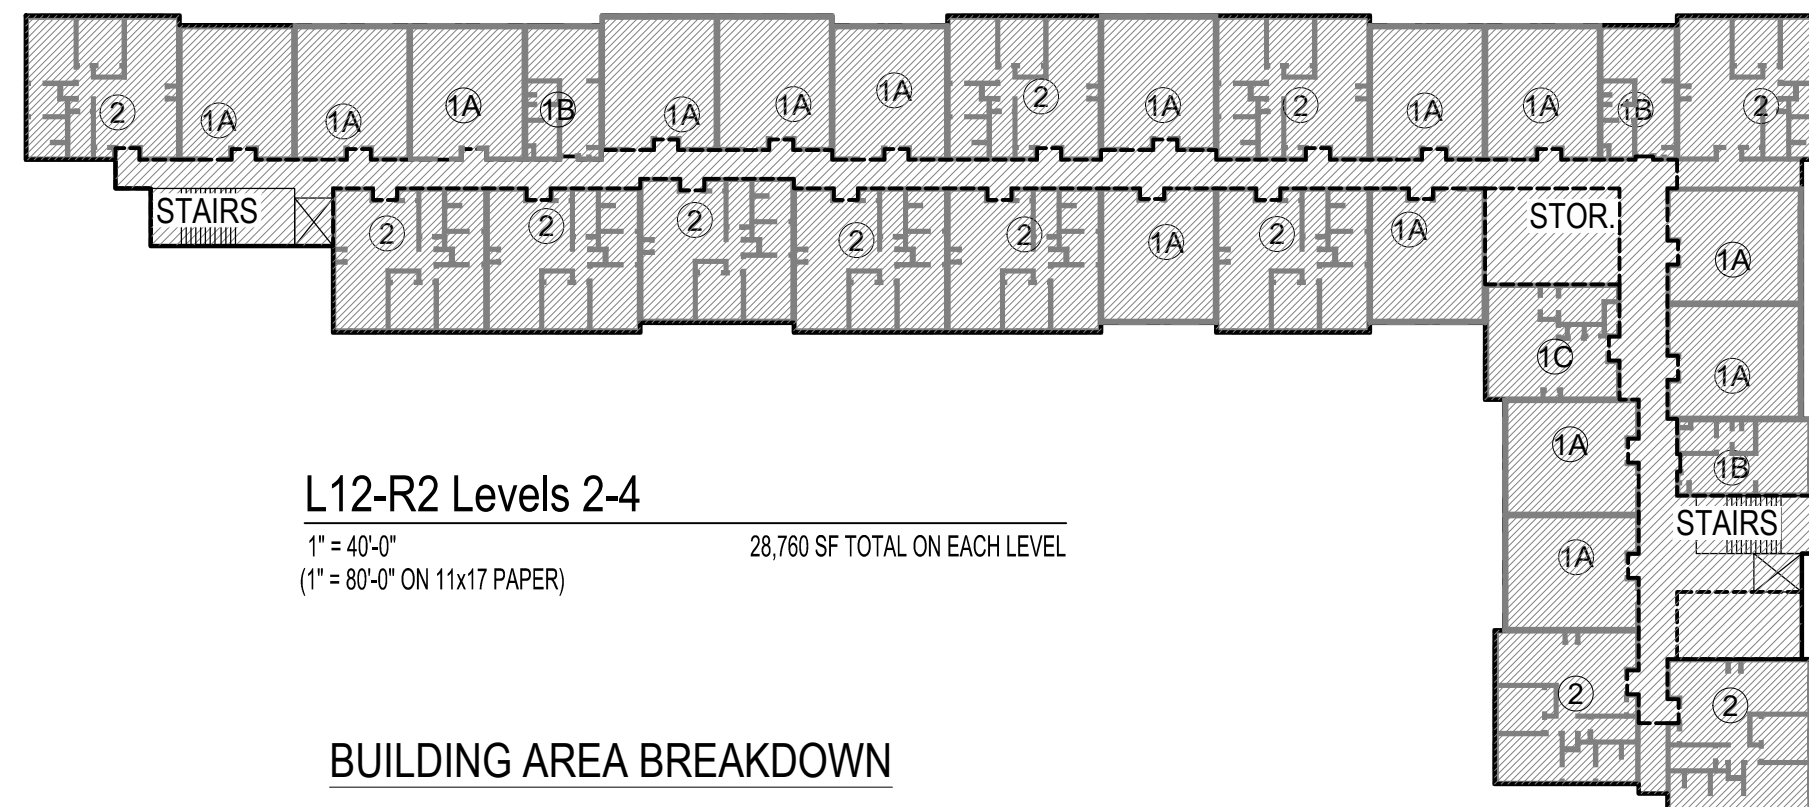 2 1A 1A 1A 1B 1A 1A 1A 2 1A 2 1A 1A 1B 2
STAIRS 2 2 2 2 2 1A 2 1A STOR. 1A
1C 1A
1A 1B
L12-R2 Levels 2-4
STAIRS
1" = 40'-0" 28,760 SF TOTAL ON EACH LEVEL
1A
(1" = 80'-0" ON 11x17 PAPER)
2 2
BUILDING AREA BREAKDOWN